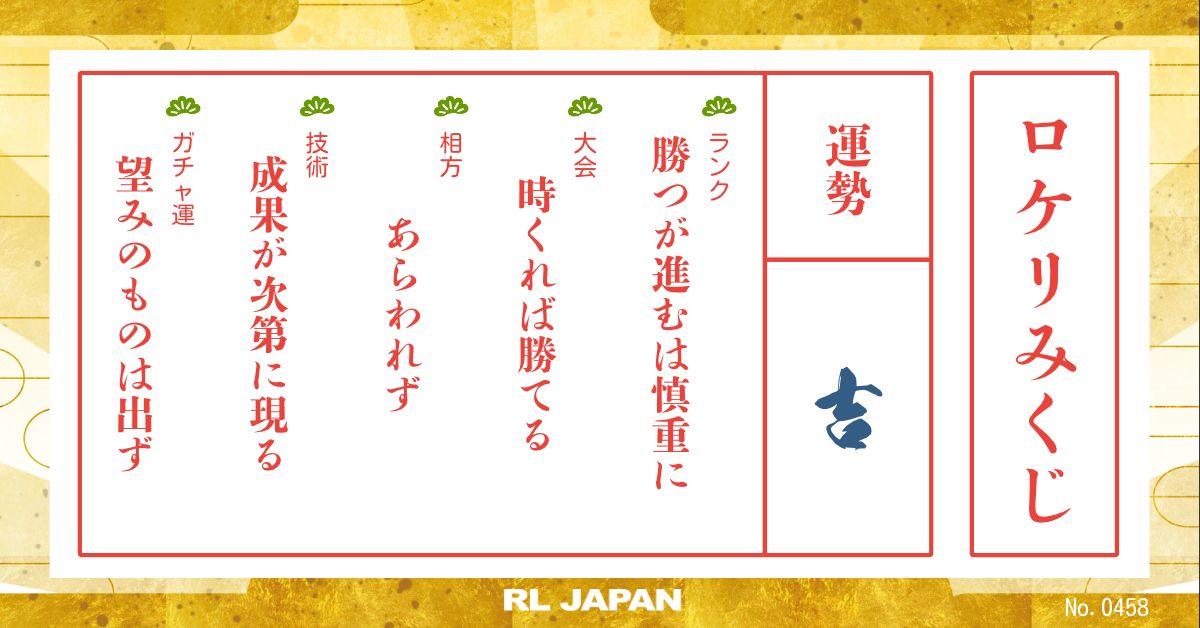 ロケリみくじ
運勢
吉
ランク
勝つが進むは慎重に
大会
時くれば勝てる
相方
あらわれず
技術
成果が次第に現る
ガチャ運
望みのものは出ず
RL JAPAN
No. 0458